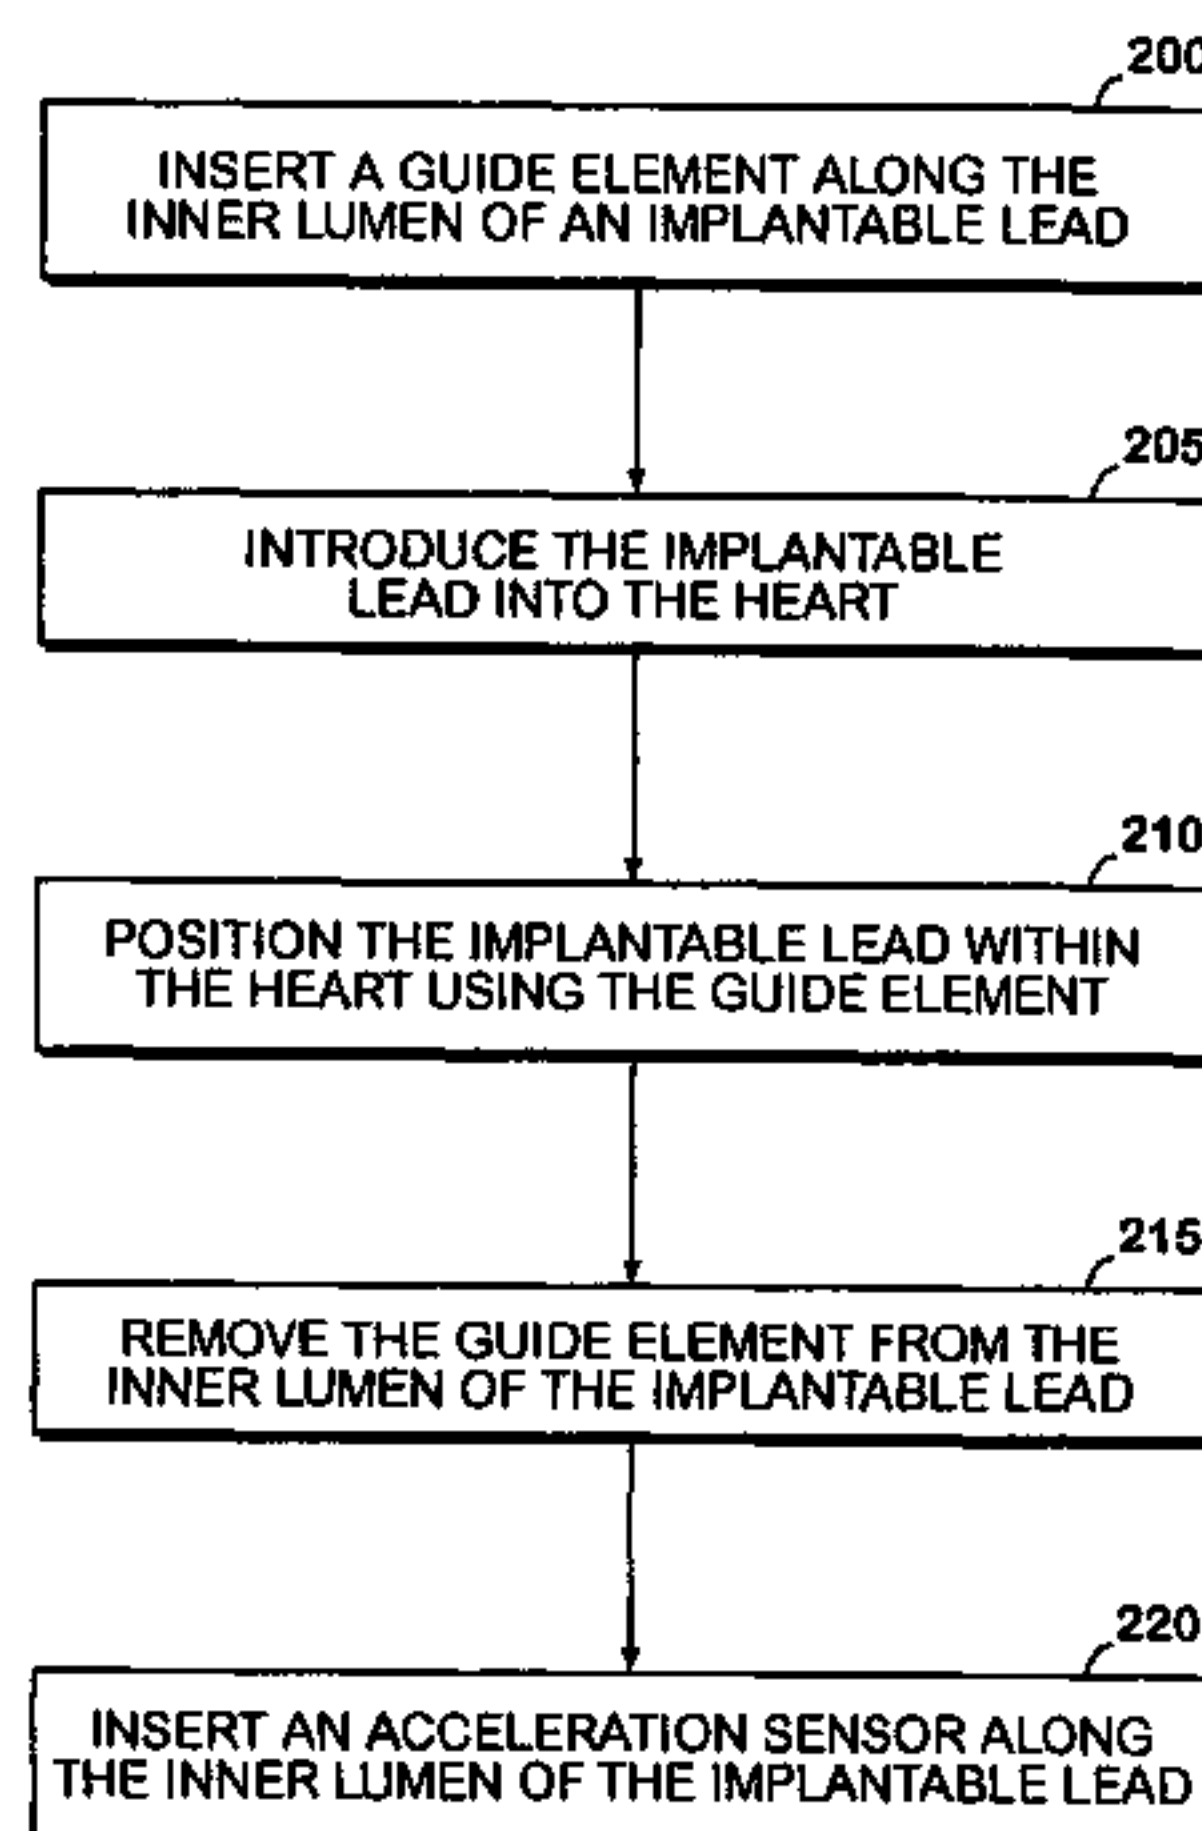 200
INSERT A GUIDE ELEMENT ALONG THE
INNER LUMEN OF AN IMPLANTABLE LEAD
205
INTRODUCE THE IMPLANTABLE
LEAD INTO THE HEART
210
POSITION THE IMPLANTABLE LEAD WITHIN
THE HEART USING THE GUIDE ELEMENT
215
REMOVE THE GUIDE ELEMENT FROM THE
INNER LUMEN OF THE IMPLANTABLE LEAD
220
INSERT AN ACCELERATION SENSOR ALONG
THE INNER LUMEN OF THE IMPLANTABLE LEAD